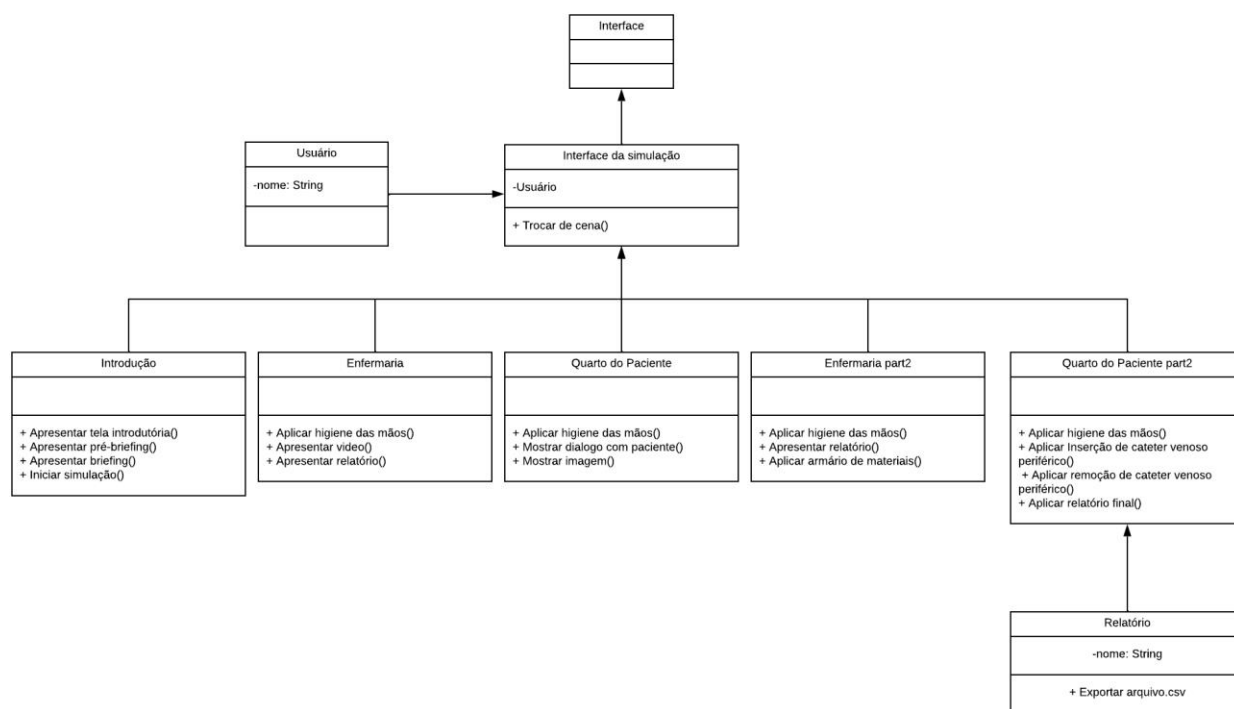 Interface
Usuário
-nome: String
Interface da simulação
-Usuário
+ Trocar de cena()
Introdução
+ Apresentar tela introdutória()
+ Apresentar pré-briefing()
+ Apresentar briefing()
+ Iniciar simulação()
Enfermaria
+ Aplicar higiene das mãos()
+ Apresentar video()
+ Apresentar relatório()
Quarto do Paciente
+ Aplicar higiene das mãos()
+ Mostrar dialogo com paciente()
+ Mostrar imagem()
Enfermaria part2
+ Aplicar higiene das mãos()
+ Apresentar relatório()
+ Aplicar armário de materiais()
Quarto do Paciente part2
+ Aplicar higiene das mãos()
+ Aplicar Inserção de cateter venoso
periférico()
+ Aplicar remoção de cateter venoso
periférico()
+ Aplicar relatório final()
Relatório
-nome: String
+ Exportar arquivo.csv